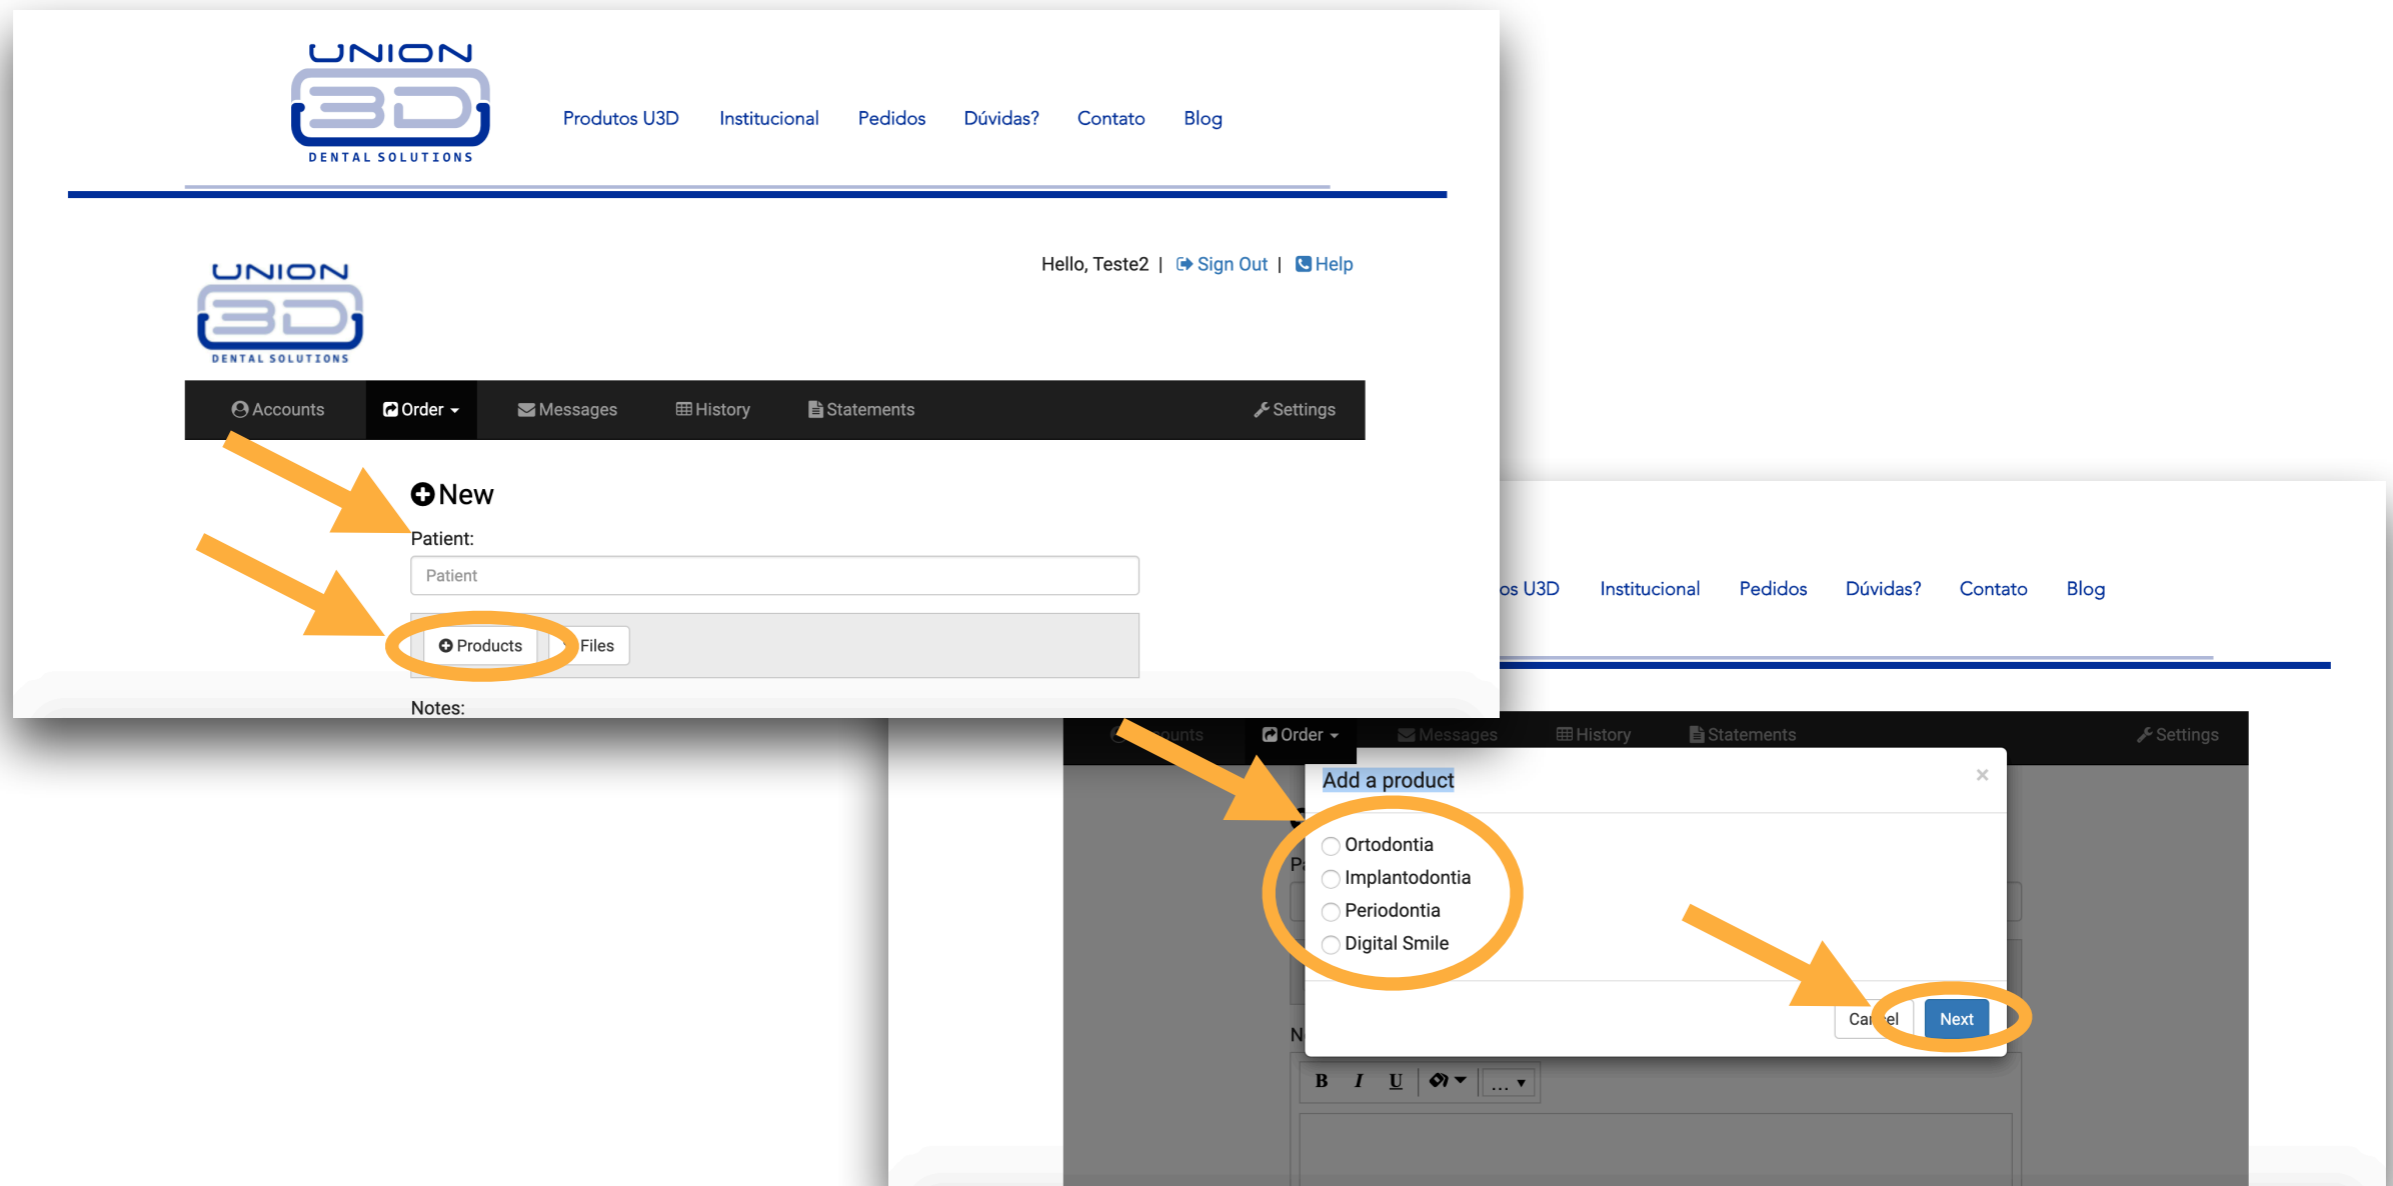 UNION
3D
DENTAL SOLUTIONS
Produtos U3D Institucional Pedidos Dúvidas? Contato Blog
Hello, Teste2 | Sign Out | Help
UNION
3D
DENTAL SOLUTIONS
Accounts Order Messages History Statements Settings
New
Patient:
Patient
Products Files
Notes:
os U3D Institucional Pedidos Dúvidas? Contato Blog
Order Messages History Statements Settings
Add a product ×
Ortodontia
Implantodontia
Periodontia
Digital Smile
Cancel Next
B I U ...